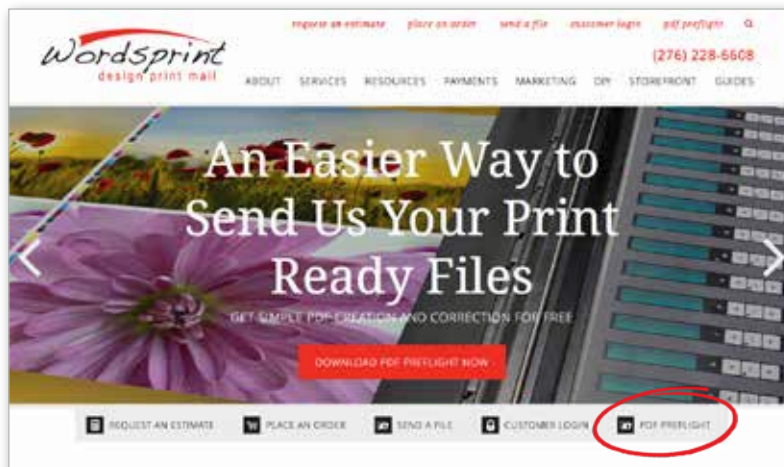 request an estimate place an order send a file customer login pdf preflight
Wordsprint
design print mail
(276) 228-6608
ABOUT SERVICES RESOURCES PAYMENTS MARKETING DIY STOREFRONT GUIDES
An Easier Way to
Send Us Your Print
Ready Files
GET SIMPLE PDF CREATION AND CORRECTION FOR FREE
DOWNLOAD PDF PREFLIGHT NOW
REQUEST AN ESTIMATE PLACE AN ORDER SEND A FILE CUSTOMER LOGIN PDF PREFLIGHT